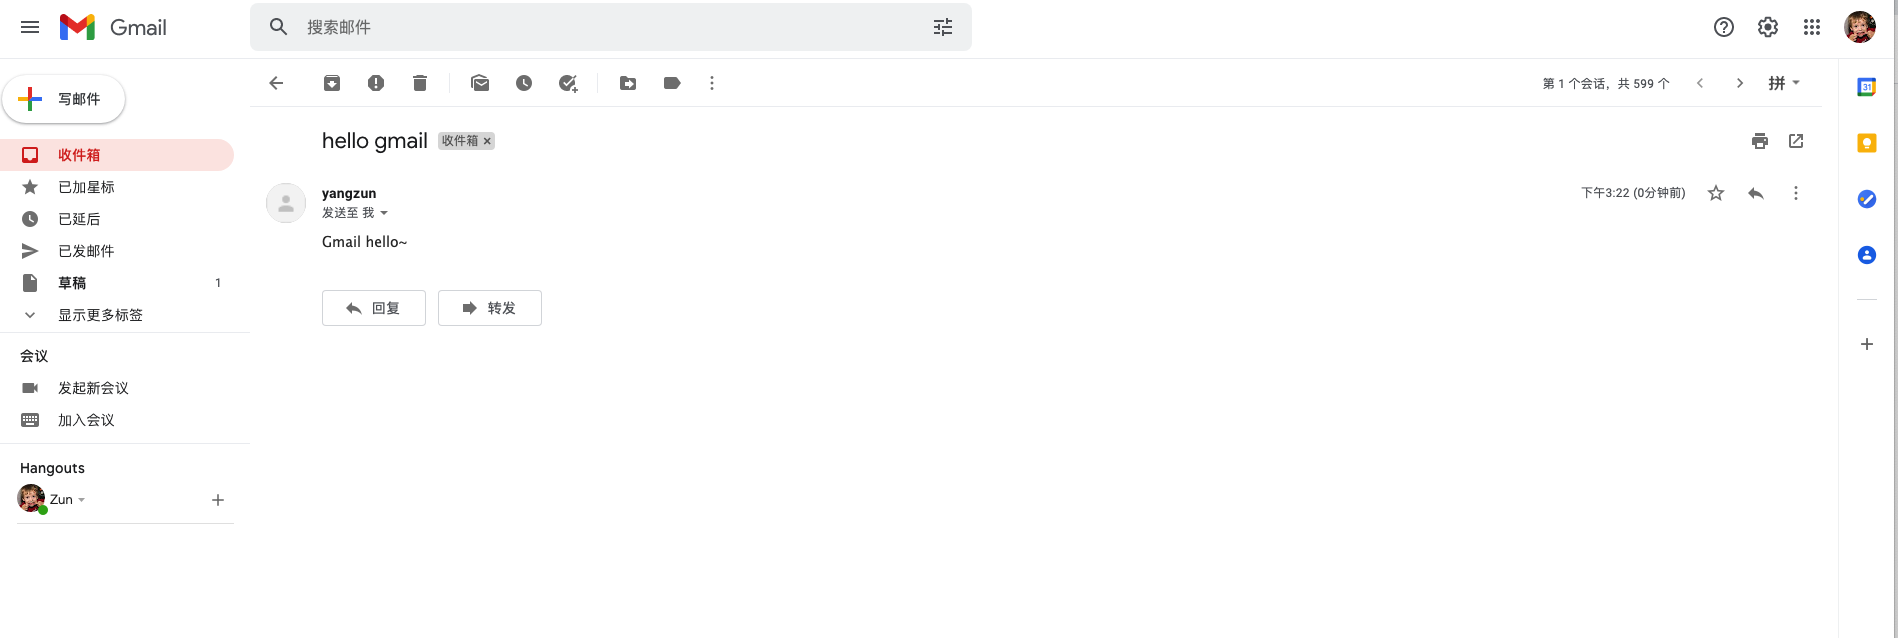 Gmail
搜索邮件
写邮件
第 1 个会话，共 599 个
拼
收件箱
已加星标
已延后
已发邮件
草稿 1
显示更多标签
会议
发起新会议
加入会议
Hangouts
Zun
hello gmail 收件箱 ×
yangzun
下午3:22 (0分钟前)
发送至 我
Gmail hello~
回复 转发
31